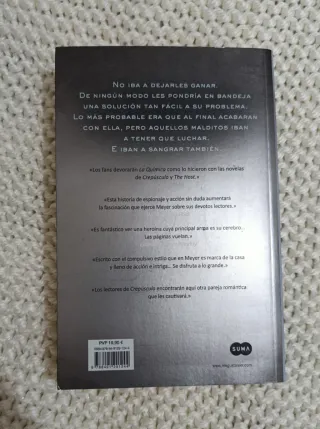 NO IBA A DEJARLES GANAR.
DE NINGÚN MODO LES PONDRÍA EN BANDEJA
UNA SOLUCIÓN TAN FÁCIL A SU PROBLEMA.
LO MÁS PROBABLE ERA QUE AL FINAL ACABARAN
CON ELLA, PERO AQUELLOS MALDITOS IBAN
A TENER QUE LUCHAR.
E IBAN A SANGRAR TAMBIÉN...
«Los fans devorarán La Química como lo hicieron con las novelas
de Crepúsculo y The Host.»
«Esta historia de espionaje y acción sin duda aumentará
la fascinación que ejerce Meyer sobre sus devotos lectores.»
«Es fantástico ver una heroína cuya principal arma es su cerebro.
Las páginas vuelan.»
«Escrito con el compulsivo estilo que en Meyer es marca de la casa
y lleno de acción e intriga... Se disfruta a lo grande.»
«Los lectores de Crepúsculo encontrarán aquí otra pareja romántica
que les cautivará.»
PVP 18,90 €
SUMA